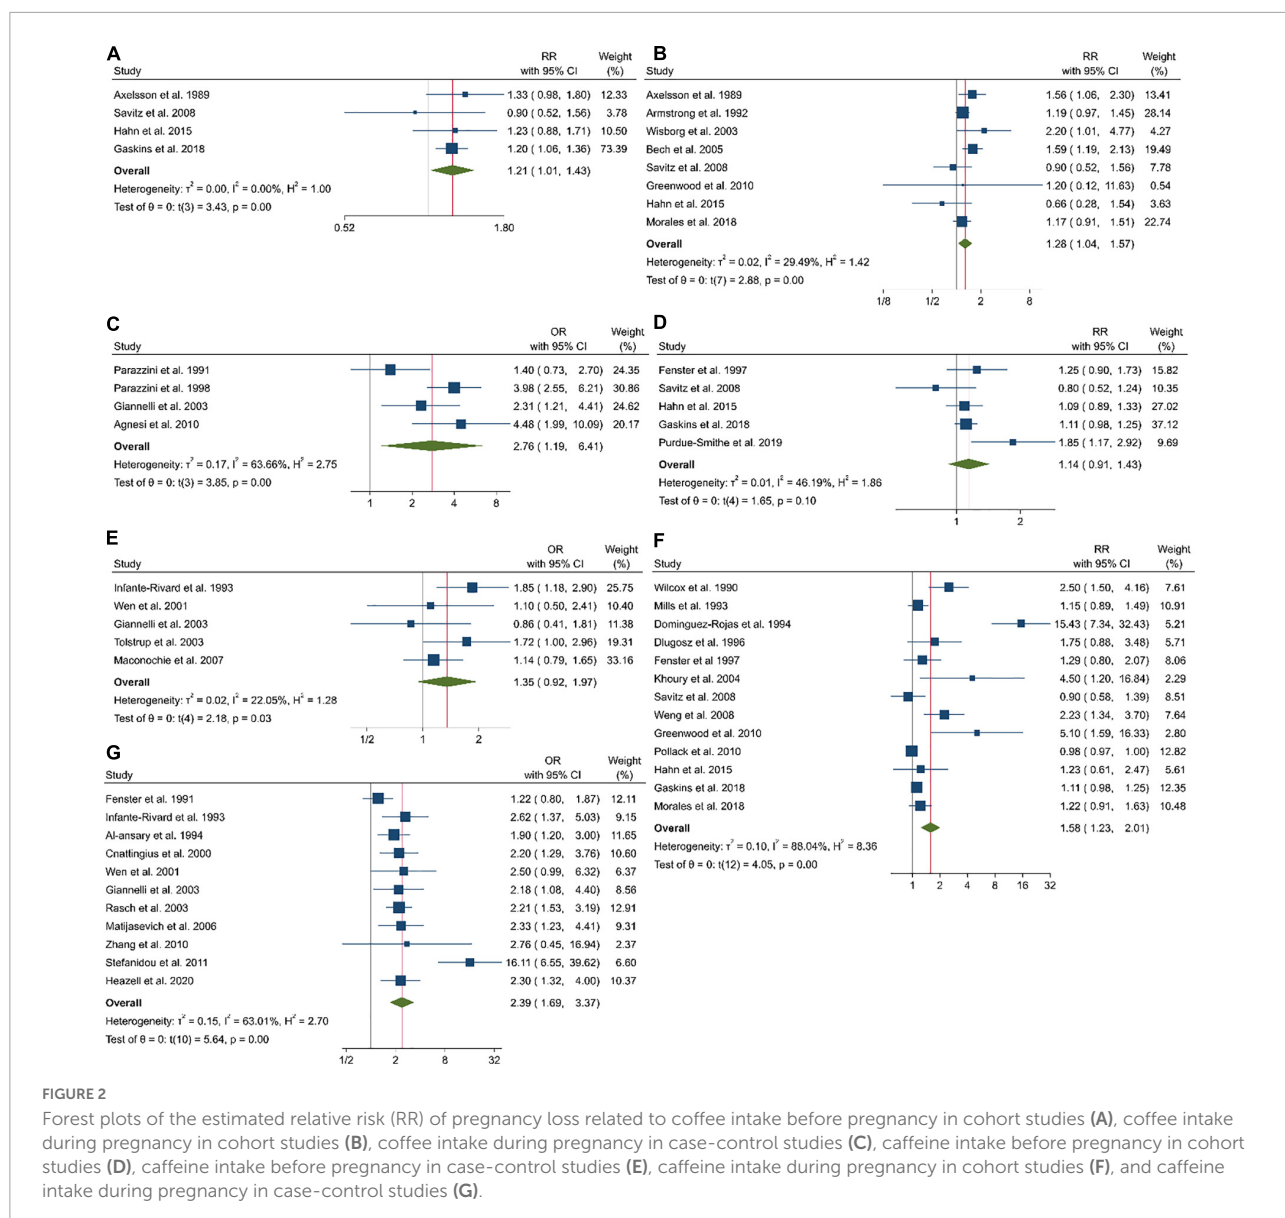 A
RR Weight
Study with 95% CI (%)
Axelsson et al. 1989 1.33 ( 0.98, 1.80) 12.33
Savitz et al. 2008 0.90 ( 0.52, 1.56) 3.78
Hahn et al. 2015 1.23 ( 0.88, 1.71) 10.50
Gaskins et al. 2018 1.20 ( 1.06, 1.36) 73.39
Overall 1.21 ( 1.01, 1.43)
Heterogeneity: τ² = 0.00, I² = 0.00%, H² = 1.00
Test of θ = 0: t(3) = 3.43, p = 0.00
0.52 1.80
B
RR Weight
Study with 95% CI (%)
Axelsson et al. 1989 1.56 ( 1.06, 2.30) 13.41
Armstrong et al. 1992 1.19 ( 0.97, 1.45) 28.14
Wisborg et al. 2003 2.20 ( 1.01, 4.77) 4.27
Bech et al. 2005 1.59 ( 1.19, 2.13) 19.49
Savitz et al. 2008 0.90 ( 0.52, 1.56) 7.78
Greenwood et al. 2010 1.20 ( 0.12, 11.63) 0.54
Hahn et al. 2015 0.66 ( 0.28, 1.54) 3.63
Morales et al. 2018 1.17 ( 0.91, 1.51) 22.74
Overall 1.28 ( 1.04, 1.57)
Heterogeneity: τ² = 0.02, I² = 29.49%, H² = 1.42
Test of θ = 0: t(7) = 2.88, p = 0.00
1/8 1/2 2 8
C
OR Weight
Study with 95% CI (%)
Parazzini et al. 1991 1.40 ( 0.73, 2.70) 24.35
Parazzini et al. 1998 3.98 ( 2.55, 6.21) 30.86
Giannelli et al. 2003 2.31 ( 1.21, 4.41) 24.62
Agnesi et al. 2010 4.48 ( 1.99, 10.09) 20.17
Overall 2.76 ( 1.19, 6.41)
Heterogeneity: τ² = 0.17, I² = 63.66%, H² = 2.75
Test of θ = 0: t(3) = 3.85, p = 0.00
1 2 4 8
D
RR Weight
Study with 95% CI (%)
Fenster et al. 1997 1.25 ( 0.90, 1.73) 15.82
Savitz et al. 2008 0.80 ( 0.52, 1.24) 10.35
Hahn et al. 2015 1.09 ( 0.89, 1.33) 27.02
Gaskins et al. 2018 1.11 ( 0.98, 1.25) 37.12
Purdue-Smithe et al. 2019 1.85 ( 1.17, 2.92) 9.69
Overall 1.14 ( 0.91, 1.43)
Heterogeneity: τ² = 0.01, I² = 46.19%, H² = 1.86
Test of θ = 0: t(4) = 1.65, p = 0.10
1 2
E
OR Weight
Study with 95% CI (%)
Infante-Rivard et al. 1993 1.85 ( 1.18, 2.90) 25.75
Wen et al. 2001 1.10 ( 0.50, 2.41) 10.40
Giannelli et al. 2003 0.86 ( 0.41, 1.81) 11.38
Tolstrup et al. 2003 1.72 ( 1.00, 2.96) 19.31
Maconochie et al. 2007 1.14 ( 0.79, 1.65) 33.16
Overall 1.35 ( 0.92, 1.97)
Heterogeneity: τ² = 0.02, I² = 22.05%, H² = 1.28
Test of θ = 0: t(4) = 2.18, p = 0.03
1/2 1 2
F
RR Weight
Study with 95% CI (%)
Wilcox et al. 1990 2.50 ( 1.50, 4.16) 7.61
Mills et al. 1993 1.15 ( 0.89, 1.49) 10.91
Dominguez-Rojas et al. 1994 15.43 ( 7.34, 32.43) 5.21
Dlugosz et al. 1996 1.75 ( 0.88, 3.48) 5.71
Fenster et al 1997 1.29 ( 0.80, 2.07) 8.06
Khoury et al. 2004 4.50 ( 1.20, 16.84) 2.29
Savitz et al. 2008 0.90 ( 0.58, 1.39) 8.51
Weng et al. 2008 2.23 ( 1.34, 3.70) 7.64
Greenwood et al. 2010 5.10 ( 1.59, 16.33) 2.80
Pollack et al. 2010 0.98 ( 0.97, 1.00) 12.82
Hahn et al. 2015 1.23 ( 0.61, 2.47) 5.61
Gaskins et al. 2018 1.11 ( 0.98, 1.25) 12.35
Morales et al. 2018 1.22 ( 0.91, 1.63) 10.48
Overall 1.58 ( 1.23, 2.01)
Heterogeneity: τ² = 0.10, I² = 88.04%, H² = 8.36
Test of θ = 0: t(12) = 4.05, p = 0.00
1 2 4 8 16 32
G
OR Weight
Study with 95% CI (%)
Fenster et al. 1991 1.22 ( 0.80, 1.87) 12.11
Infante-Rivard et al. 1993 2.62 ( 1.37, 5.03) 9.15
Al-ansary et al. 1994 1.90 ( 1.20, 3.00) 11.65
Cnattingius et al. 2000 2.20 ( 1.29, 3.76) 10.60
Wen et al. 2001 2.50 ( 0.99, 6.32) 6.37
Giannelli et al. 2003 2.18 ( 1.08, 4.40) 8.56
Rasch et al. 2003 2.21 ( 1.53, 3.19) 12.91
Matijasevich et al. 2006 2.33 ( 1.23, 4.41) 9.31
Zhang et al. 2010 2.76 ( 0.45, 16.94) 2.37
Stefanidou et al. 2011 16.11 ( 6.55, 39.62) 6.60
Heazell et al. 2020 2.30 ( 1.32, 4.00) 10.37
Overall 2.39 ( 1.69, 3.37)
Heterogeneity: τ² = 0.15, I² = 63.01%, H² = 2.70
Test of θ = 0: t(10) = 5.64, p = 0.00
1/2 2 8 32
FIGURE 2
Forest plots of the estimated relative risk (RR) of pregnancy loss related to coffee intake before pregnancy in cohort studies (A), coffee intake
during pregnancy in cohort studies (B), coffee intake during pregnancy in case-control studies (C), caffeine intake before pregnancy in cohort
studies (D), caffeine intake before pregnancy in case-control studies (E), caffeine intake during pregnancy in cohort studies (F), and caffeine
intake during pregnancy in case-control studies (G).